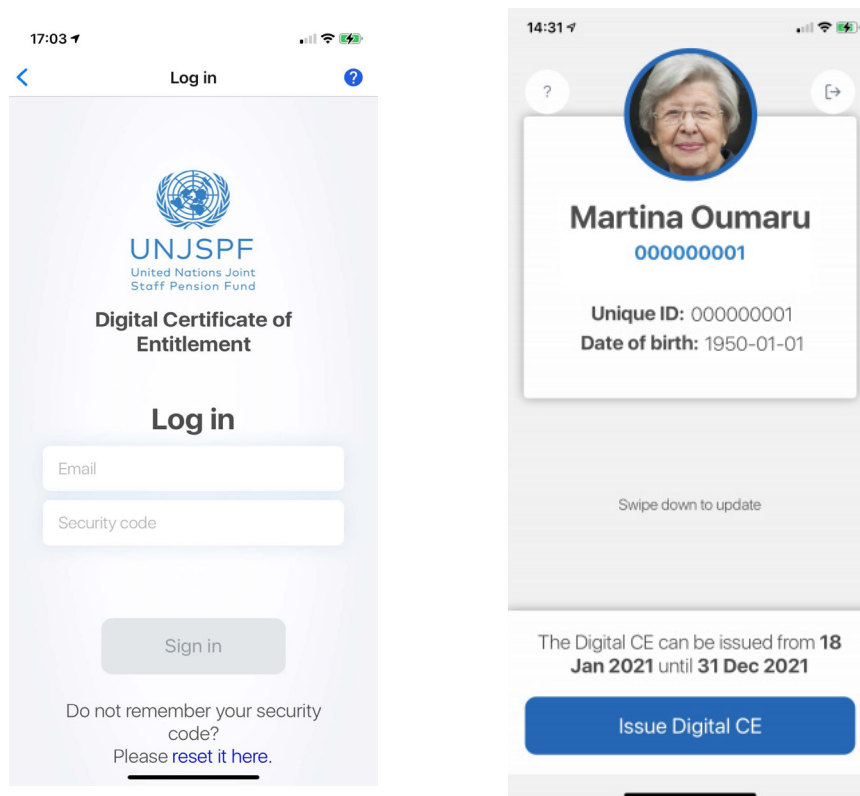 17:03
Log in
?
UNJSPF
United Nations Joint
Staff Pension Fund
Digital Certificate of
Entitlement
Log in
Email
Security code
Sign in
Do not remember your security
code?
Please reset it here.
14:31
?
Martina Oumaru
000000001
Unique ID: 000000001
Date of birth: 1950-01-01
Swipe down to update
The Digital CE can be issued from 18
Jan 2021 until 31 Dec 2021
Issue Digital CE